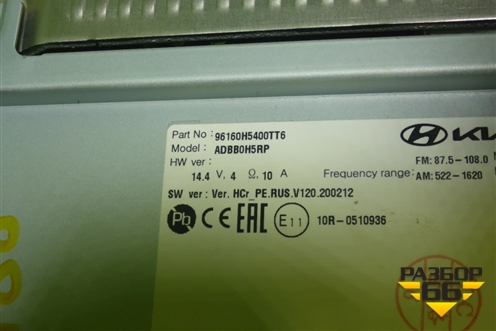 Part No : 96160H5400TT6
Model : ADBB0H5RP
HW ver :
14.4 V, 4 Ω, 10 A
FM: 87.5-108.0
Frequency range: AM: 522-1620
SW ver : Ver. HCr_PE.RUS.V120.200212
Pb CE EAC E11 10R-0510936
РАЗБОР
66